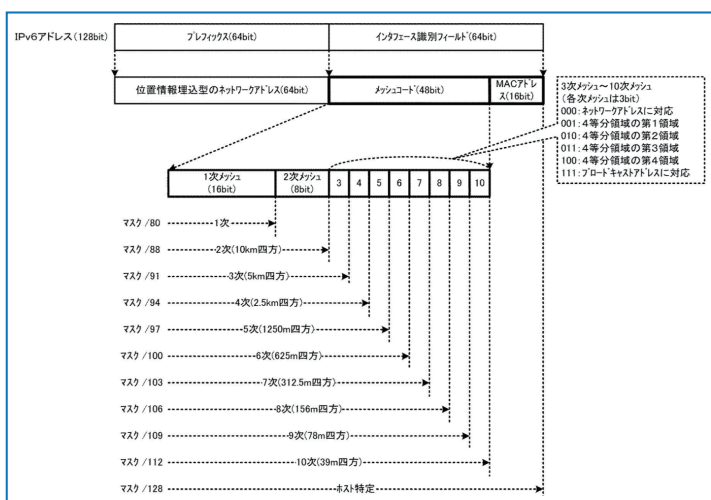 IPv6アドレス(128bit)
プレフィックス(64bit)
インタフェース識別フィールド(64bit)
位置情報埋込型のネットワークアドレス(64bit)
メッシュコード(48bit)
MACアドレ
ス(16bit)
3次メッシュ～10次メッシュ
(各次メッシュは3bit)
000:ネットワークアドレスに対応
001:4等分領域の第1領域
010:4等分領域の第2領域
011:4等分領域の第3領域
100:4等分領域の第4領域
111:ブロードキャストアドレスに対応
1次メッシュ
(16bit)
2次メッシュ
(8bit)
3 4 5 6 7 8 9 10
マスク /80 1次
マスク /88 2次(10km四方)
マスク /91 3次(5km四方)
マスク /94 4次(2.5km四方)
マスク /97 5次(1250m四方)
マスク /100 6次(625m四方)
マスク /103 7次(312.5m四方)
マスク /106 8次(156m四方)
マスク /109 9次(78m四方)
マスク /112 10次(39m四方)
マスク /128 ホスト特定